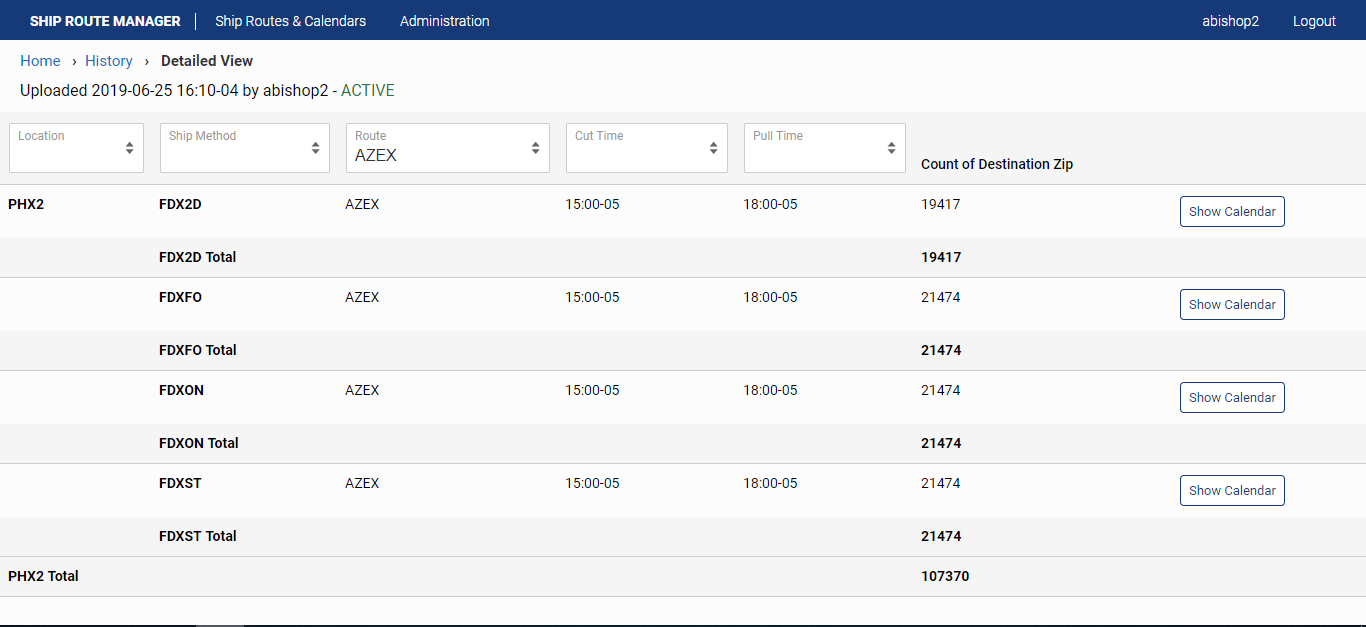 SHIP ROUTE MANAGER Ship Routes & Calendars Administration abishop2 Logout
Home › History › Detailed View
Uploaded 2019-06-25 16:10-04 by abishop2 - ACTIVE
Location Ship Method Route Cut Time Pull Time
AZEX
Count of Destination Zip
PHX2 FDX2D AZEX 15:00-05 18:00-05 19417 Show Calendar
FDX2D Total 19417
FDXFO AZEX 15:00-05 18:00-05 21474 Show Calendar
FDXFO Total 21474
FDXON AZEX 15:00-05 18:00-05 21474 Show Calendar
FDXON Total 21474
FDXST AZEX 15:00-05 18:00-05 21474 Show Calendar
FDXST Total 21474
PHX2 Total 107370